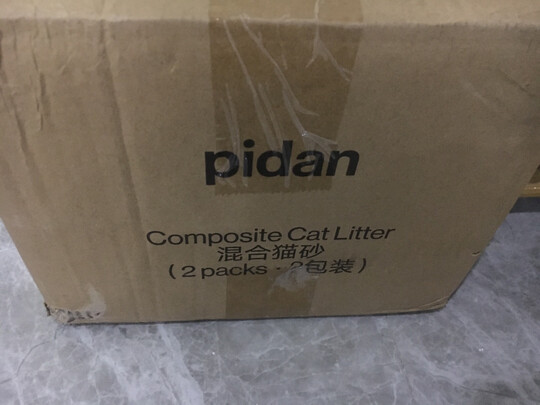 pidan
Composite Cat Litter
混合猫砂
(2 packs · 2包装)